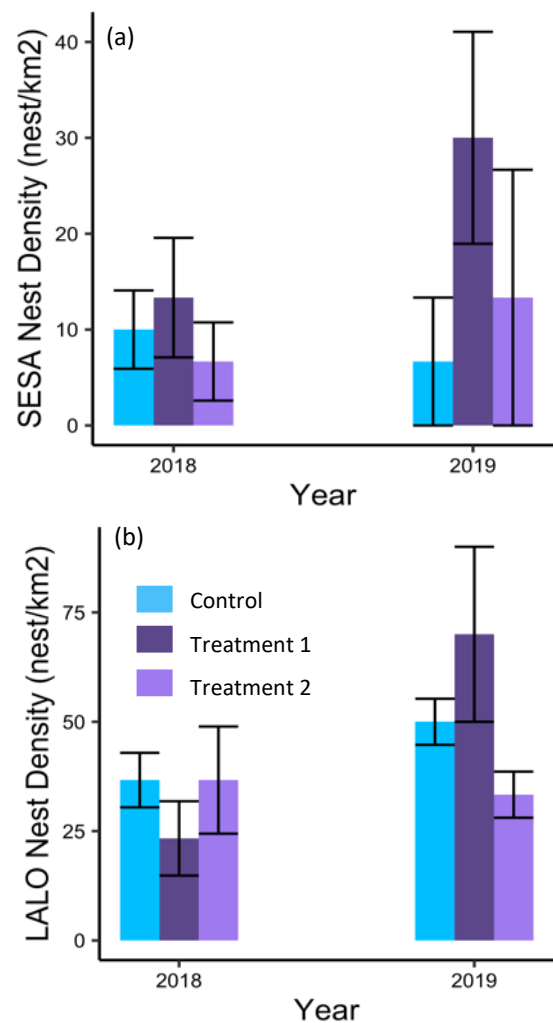 (a)
SESA Nest Density (nest/km2)
40
30
20
10
0
2018
2019
Year
(b)
LALO Nest Density (nest/km2)
75
50
25
0
Control
Treatment 1
Treatment 2
2018
2019
Year